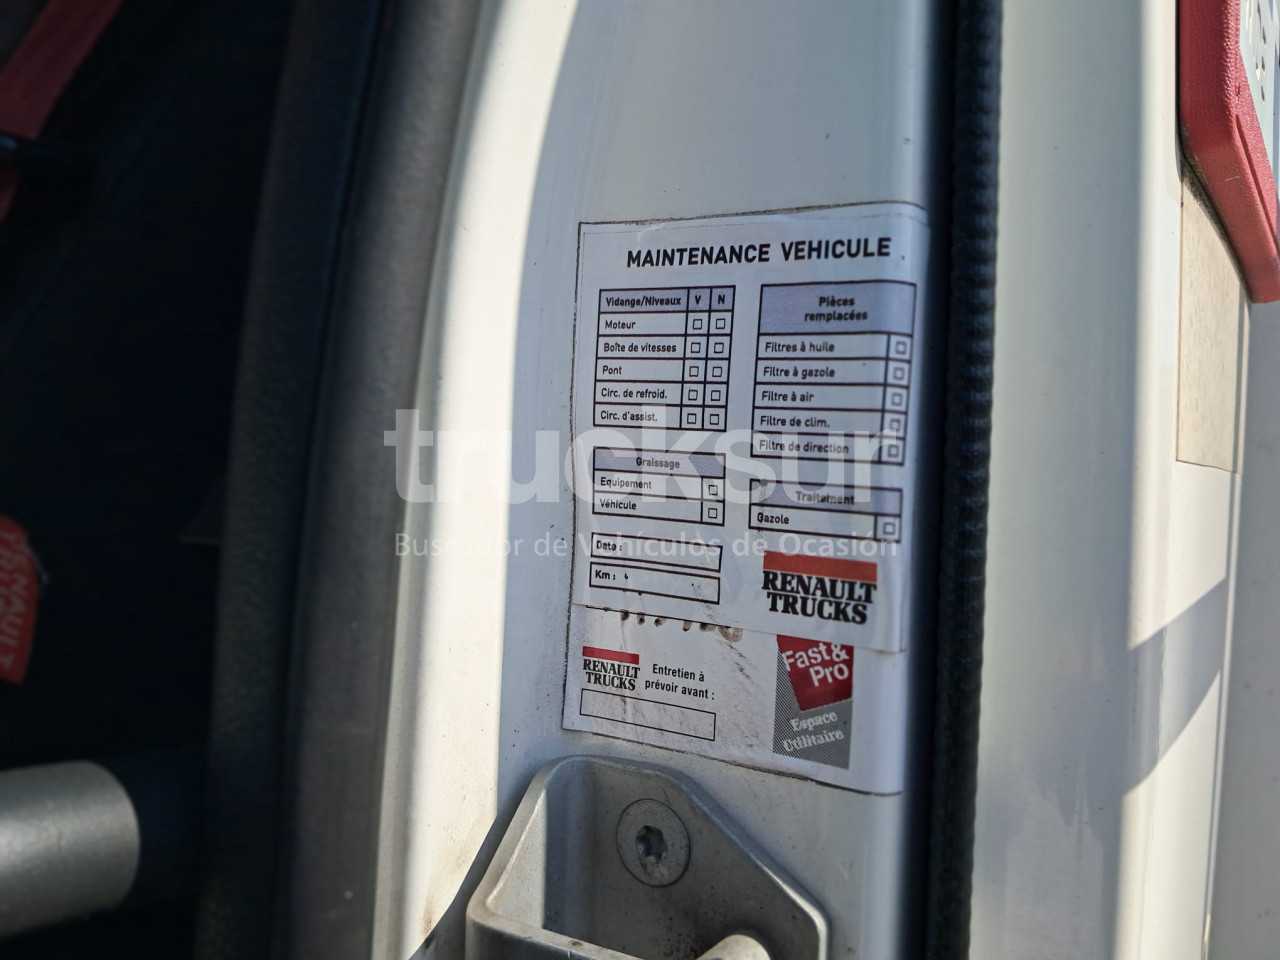 MAINTENANCE VEHICULE
Vidange/Niveaux V N
Moteur
Boîte de vitesses
Pont
Circ. de refroid.
Circ. d'assist.
Graissage
Equipement
Véhicule
Date :
Km :
Pièces
remplacées
Filtres à huile
Filtre à gazole
Filtre à air
Filtre de clim.
Filtre de direction
Traitement
Gazole
RENAULT
TRUCKS
RENAULT
TRUCKS
Entretien à
prévoir avant :
Fast&
Pro
Espace
Utilitaire
trucksur
Buscador de Vehículos de Ocasión
RENAULT